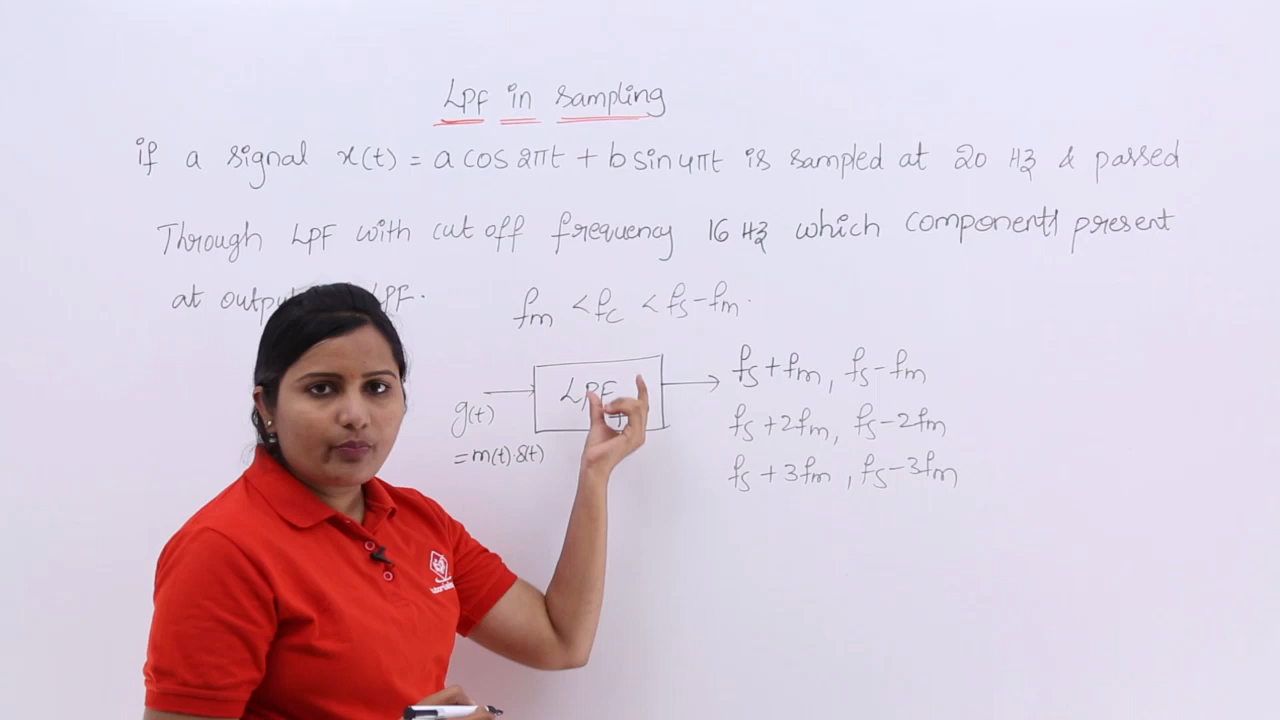 LPF in sampling
if a signal x(t) = a cos 2πt + b sin 4πt is sampled at 20 Hz & passed
Through LPF with cut off frequency 16 Hz which components present
at output LPF.
fm < fc < fs - fm.
LPF
g(t)
= m(t)·δ(t)
fs + fm, fs - fm
fs + 2fm, fs - 2fm
fs + 3fm, fs - 3fm